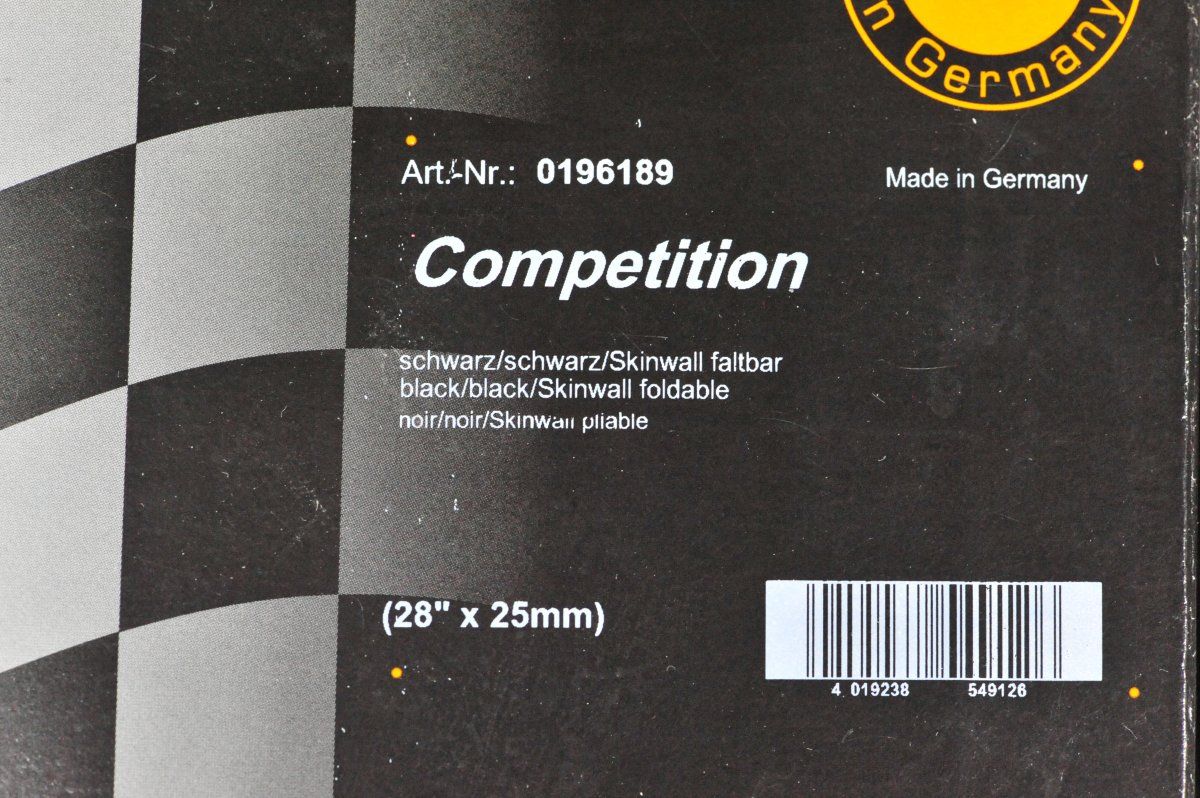 in Germany
Art.-Nr.: 0196189
Made in Germany
Competition
schwarz/schwarz/Skinwall faltbar
black/black/Skinwall foldable
noir/noir/Skinwall pliable
(28" x 25mm)
4 019238 549126